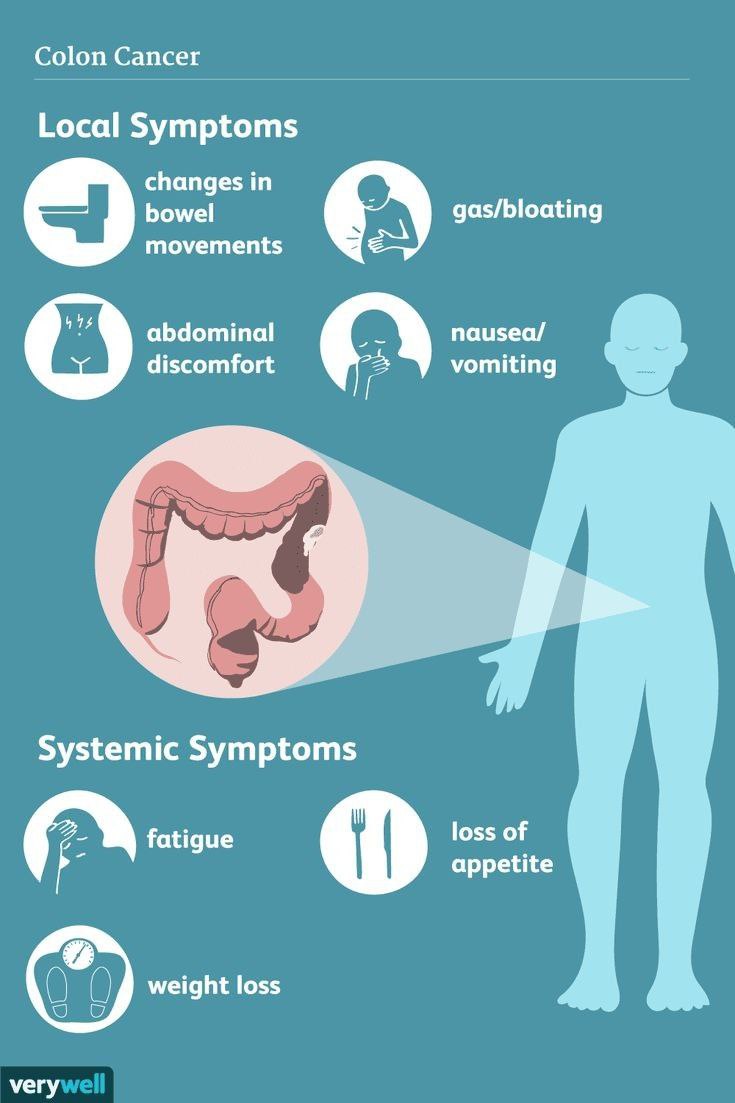 Colon Cancer
Local Symptoms
changes in
bowel
movements
gas/bloating
abdominal
discomfort
nausea/
vomiting
Systemic Symptoms
fatigue
loss of
appetite
weight loss
verywell